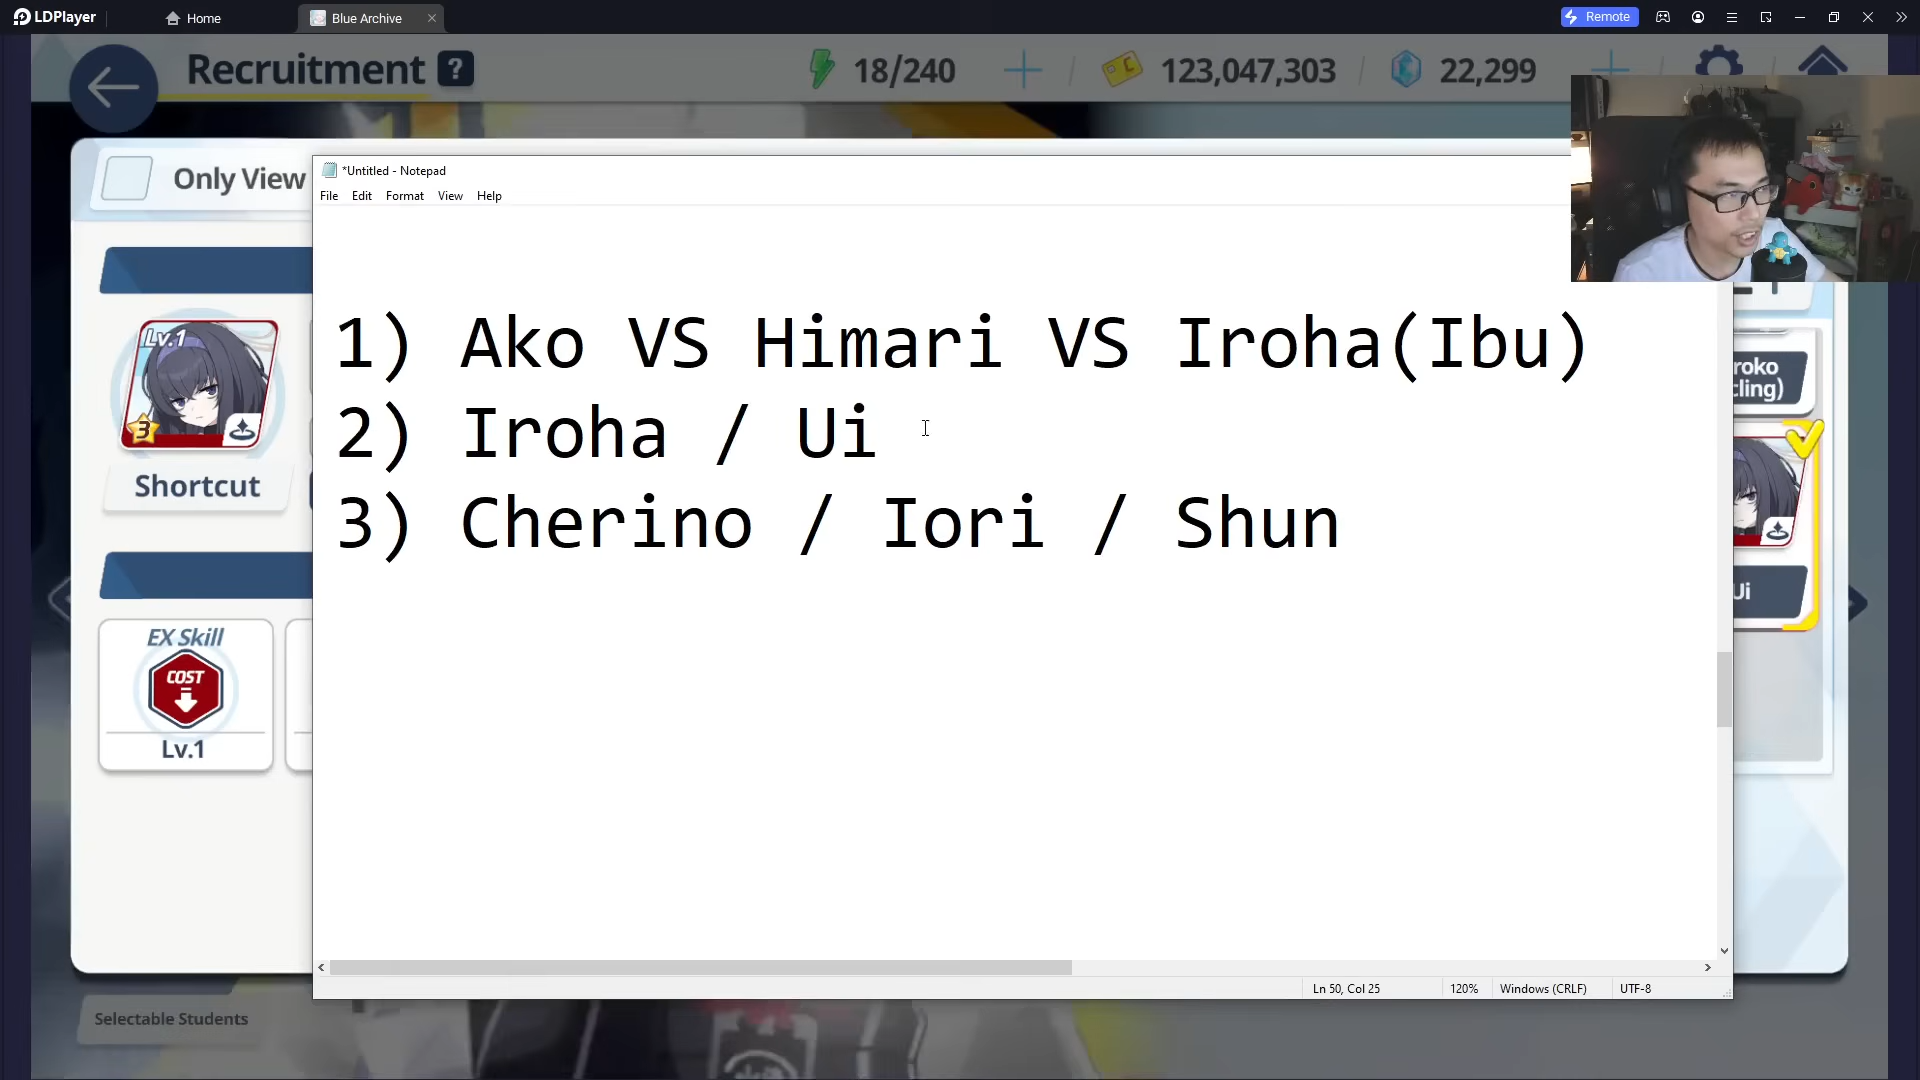 LDPlayer
Home
Blue Archive
Remote
Recruitment ?
18/240
123,047,303
22,299
Only View
*Untitled - Notepad
File Edit Format View Help
1) Ako VS Himari VS Iroha(Ibu)
2) Iroha / Ui
3) Cherino / Iori / Shun
Lv.1
3
Shortcut
EX Skill
COST
Lv.1
roko
cling)
Ui
Ln 50, Col 25
120%
Windows (CRLF)
UTF-8
Selectable Students